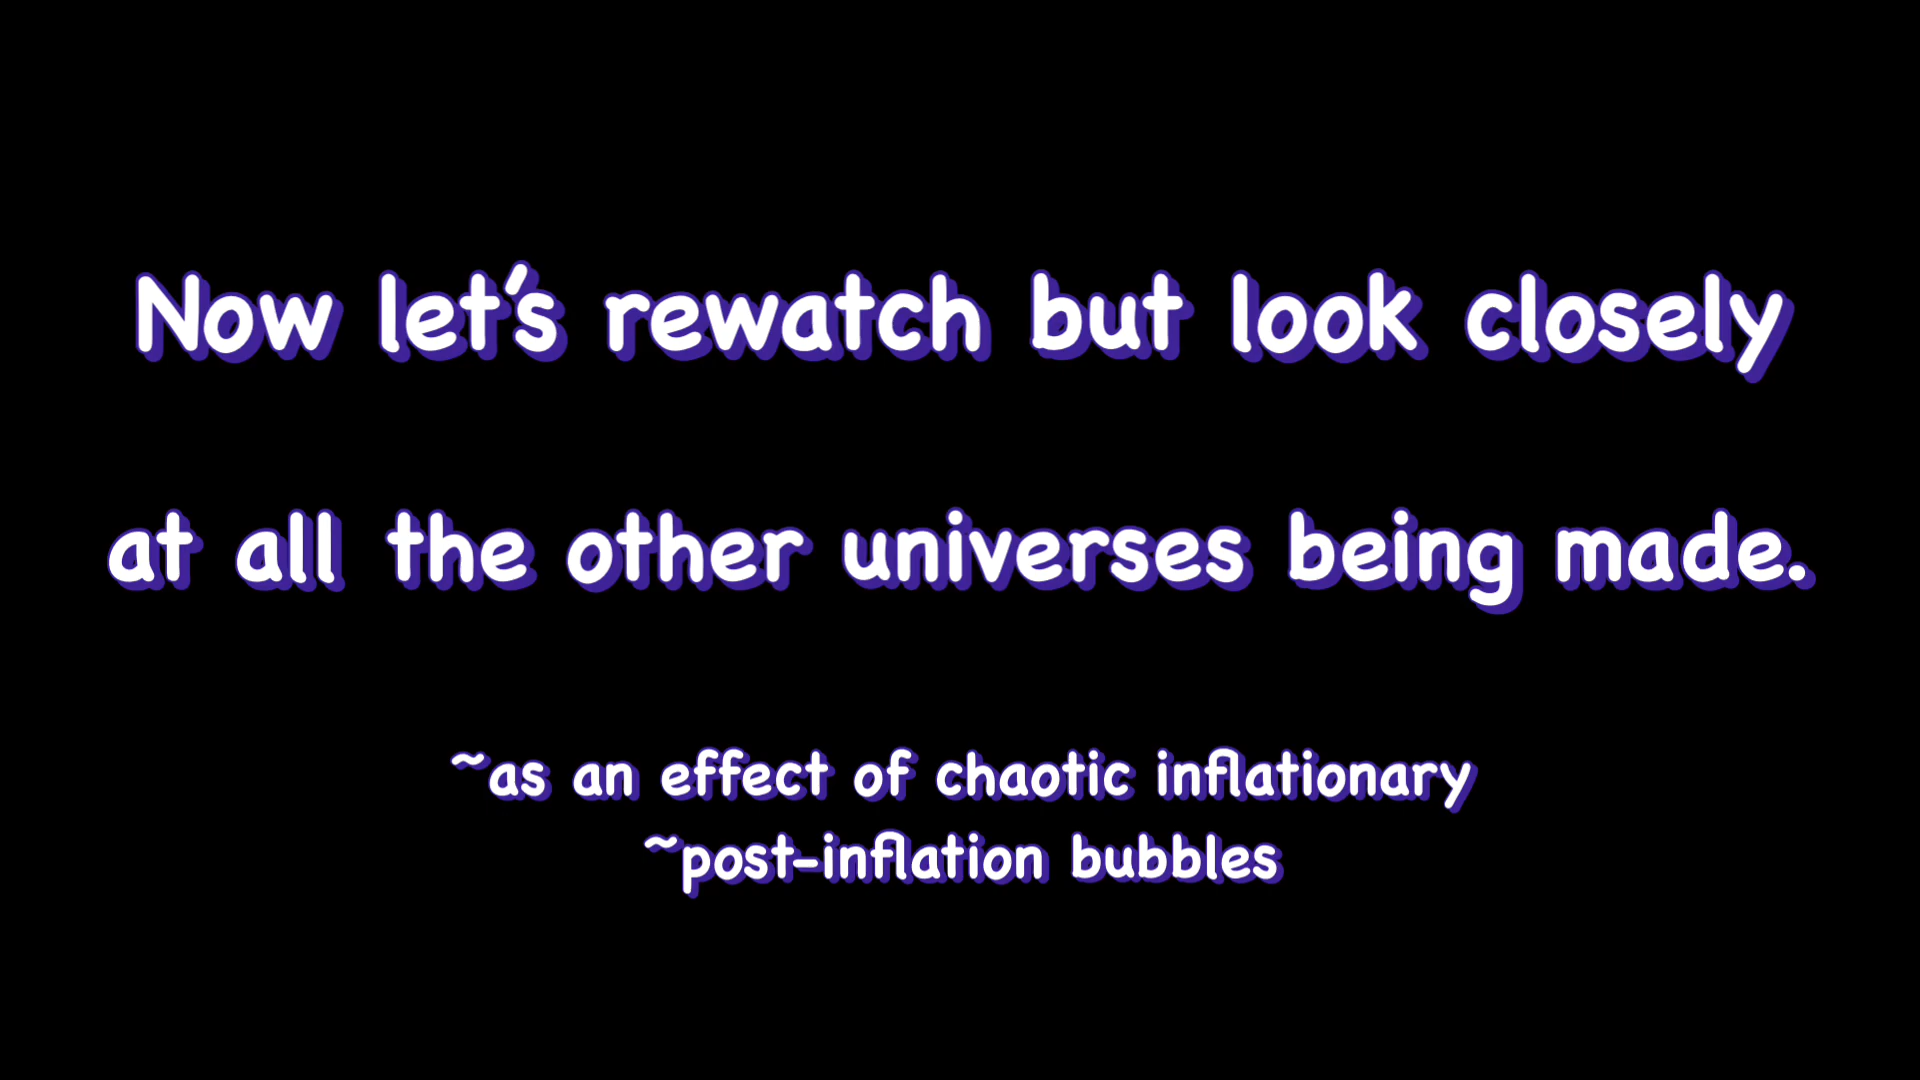 Now let’s rewatch but look closely
at all the other universes being made.
~as an effect of chaotic inflationary
~post-inflation bubbles